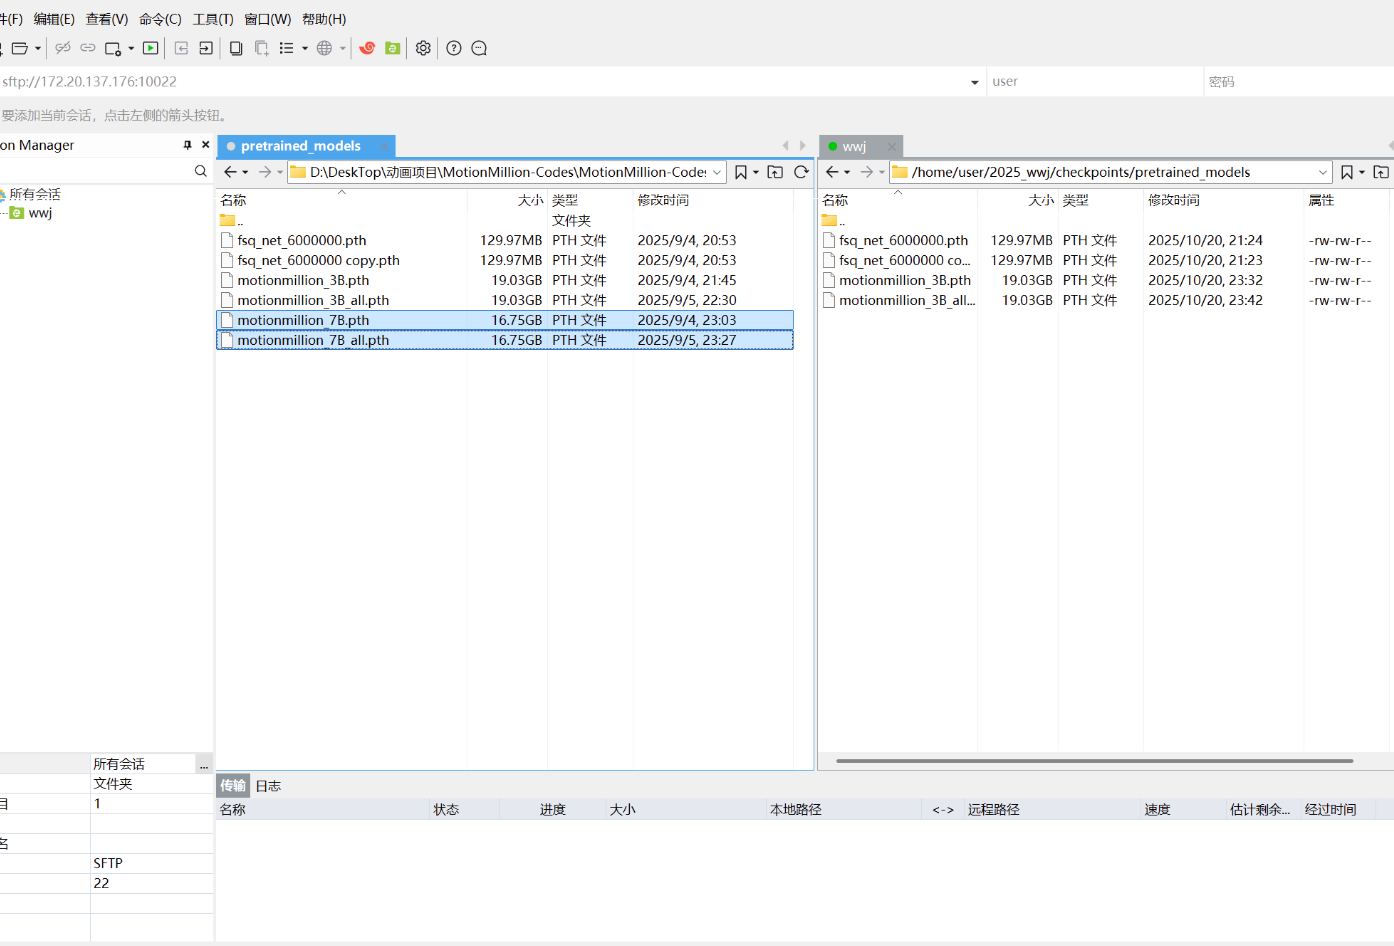 件(F) 编辑(E) 查看(V) 命令(C) 工具(T) 窗口(W) 帮助(H)
sftp://172.20.137.176:10022 user 密码
要添加当前会话，点击左侧的箭头按钮。
on Manager
所有会话
wwj
pretrained_models
D:\DeskTop\动画项目\MotionMillion-Codes\MotionMillion-Codes
名称 大小 类型 修改时间
.. 文件夹
fsq_net_6000000.pth 129.97MB PTH 文件 2025/9/4, 20:53
fsq_net_6000000 copy.pth 129.97MB PTH 文件 2025/9/4, 20:53
motionmillion_3B.pth 19.03GB PTH 文件 2025/9/4, 21:45
motionmillion_3B_all.pth 19.03GB PTH 文件 2025/9/5, 22:30
motionmillion_7B.pth 16.75GB PTH 文件 2025/9/4, 23:03
motionmillion_7B_all.pth 16.75GB PTH 文件 2025/9/5, 23:27
wwj
/home/user/2025_wwj/checkpoints/pretrained_models
名称 大小 类型 修改时间 属性
..
fsq_net_6000000.pth 129.97MB PTH 文件 2025/10/20, 21:24 -rw-rw-r--
fsq_net_6000000 co... 129.97MB PTH 文件 2025/10/20, 21:23 -rw-rw-r--
motionmillion_3B.pth 19.03GB PTH 文件 2025/10/20, 23:32 -rw-rw-r--
motionmillion_3B_all... 19.03GB PTH 文件 2025/10/20, 23:42 -rw-rw-r--
所有会话 ...
文件夹
目 1
名
SFTP
22
传输 日志
名称 状态 进度 大小 本地路径 <-> 远程路径 速度 估计剩余... 经过时间